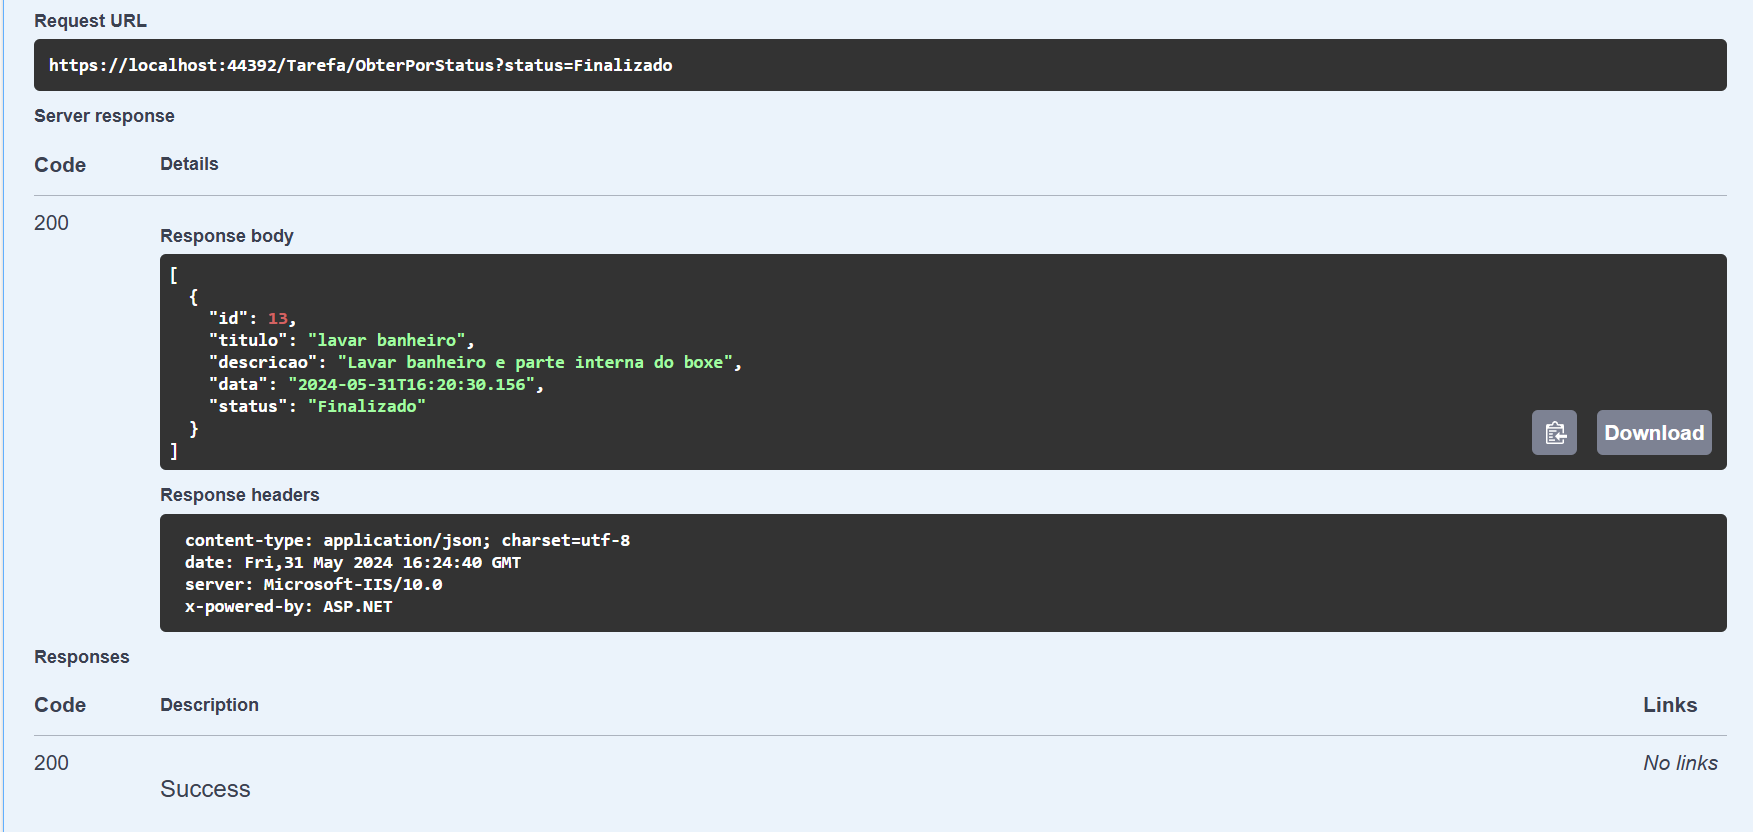 Request URL
https://localhost:44392/Tarefa/ObterPorStatus?status=Finalizado
Server response
Code Details
200
Response body
[
{
"id": 13,
"titulo": "lavar banheiro",
"descricao": "Lavar banheiro e parte interna do boxe",
"data": "2024-05-31T16:20:30.156",
"status": "Finalizado"
}
]
Download
Response headers
content-type: application/json; charset=utf-8
date: Fri,31 May 2024 16:24:40 GMT
server: Microsoft-IIS/10.0
x-powered-by: ASP.NET
Responses
Code Description Links
200 No links
Success